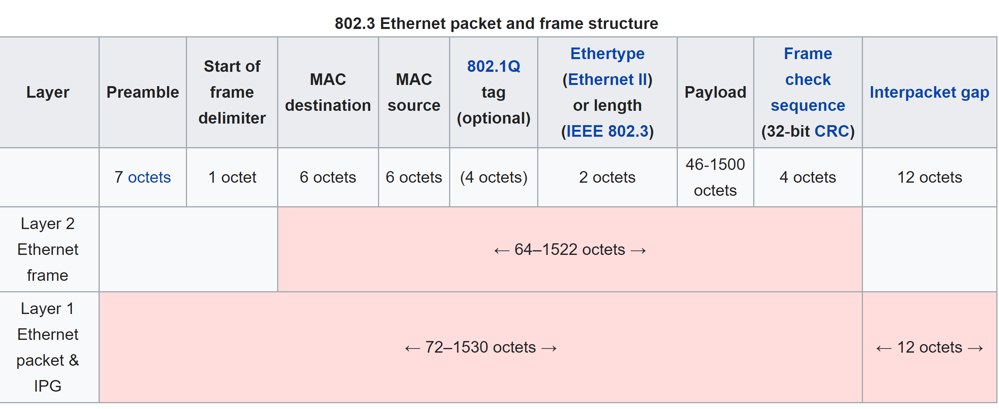 802.3 Ethernet packet and frame structure
Layer
Preamble
Start of
frame
delimiter
MAC
destination
MAC
source
802.1Q
tag
(optional)
Ethertype
(Ethernet II)
or length
(IEEE 802.3)
Payload
Frame
check
sequence
(32-bit CRC)
Interpacket gap
7 octets
1 octet
6 octets
6 octets
(4 octets)
2 octets
46-1500
octets
4 octets
12 octets
Layer 2
Ethernet
frame
← 64–1522 octets →
Layer 1
Ethernet
packet &
IPG
← 72–1530 octets →
← 12 octets →